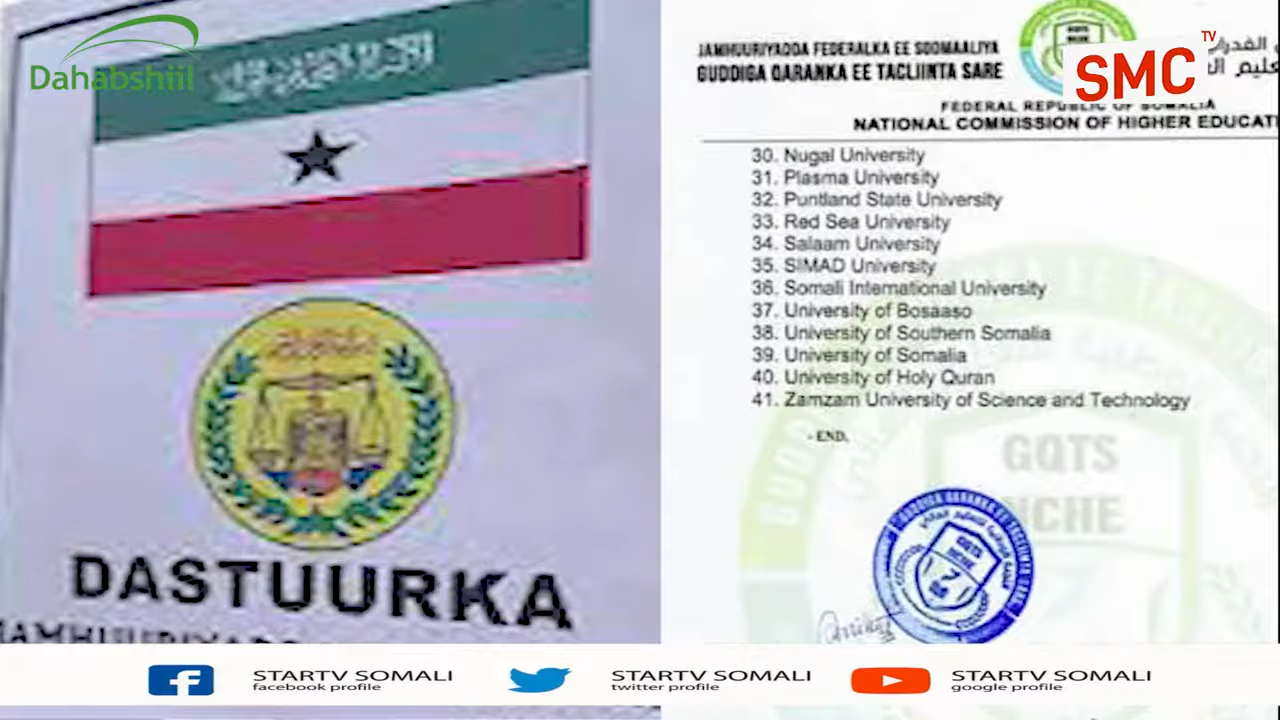 Dahabshiil
DASTUURKA
SMC TV
JAMHUURIYADDA FEDERALKA EE SOOMAALIYA
GUDDIGA QARANKA EE TACLIINTA SARE
GQTS
FEDERAL REPUBLIC OF SOMALIA
NATIONAL COMMISSION OF HIGHER EDUCATI
30. Nugal University
31. Plasma University
32. Puntland State University
33. Red Sea University
34. Salaam University
35. SIMAD University
36. Somali International University
37. University of Bosaaso
38. University of Southern Somalia
39. University of Somalia
40. University of Holy Quran
41. Zamzam University of Science and Technology
- END.
GQTS
NCHE
GQTS
NCHE
STARTV SOMALI
facebook profile
STARTV SOMALI
twitter profile
STARTV SOMALI
google profile